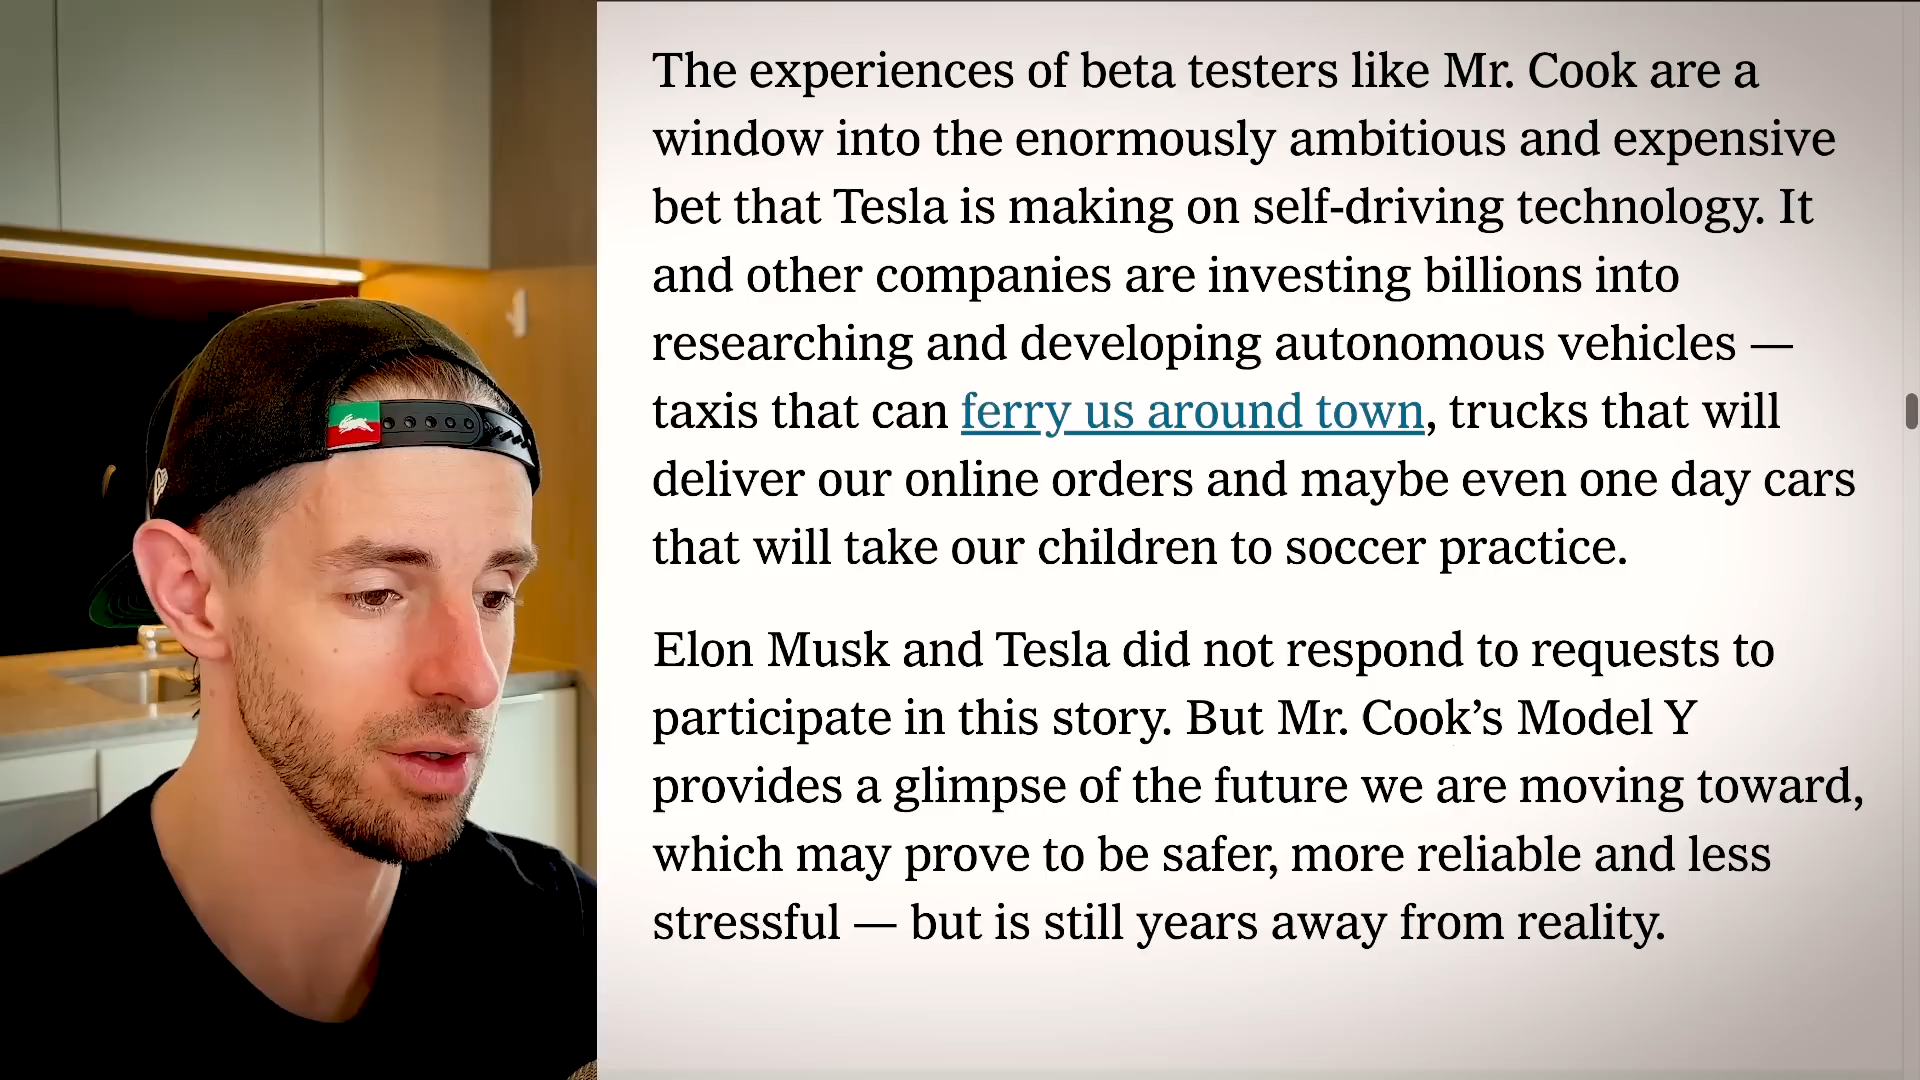 The experiences of beta testers like Mr. Cook are a
window into the enormously ambitious and expensive
bet that Tesla is making on self-driving technology. It
and other companies are investing billions into
researching and developing autonomous vehicles —
taxis that can ferry us around town, trucks that will
deliver our online orders and maybe even one day cars
that will take our children to soccer practice.
Elon Musk and Tesla did not respond to requests to
participate in this story. But Mr. Cook’s Model Y
provides a glimpse of the future we are moving toward,
which may prove to be safer, more reliable and less
stressful — but is still years away from reality.